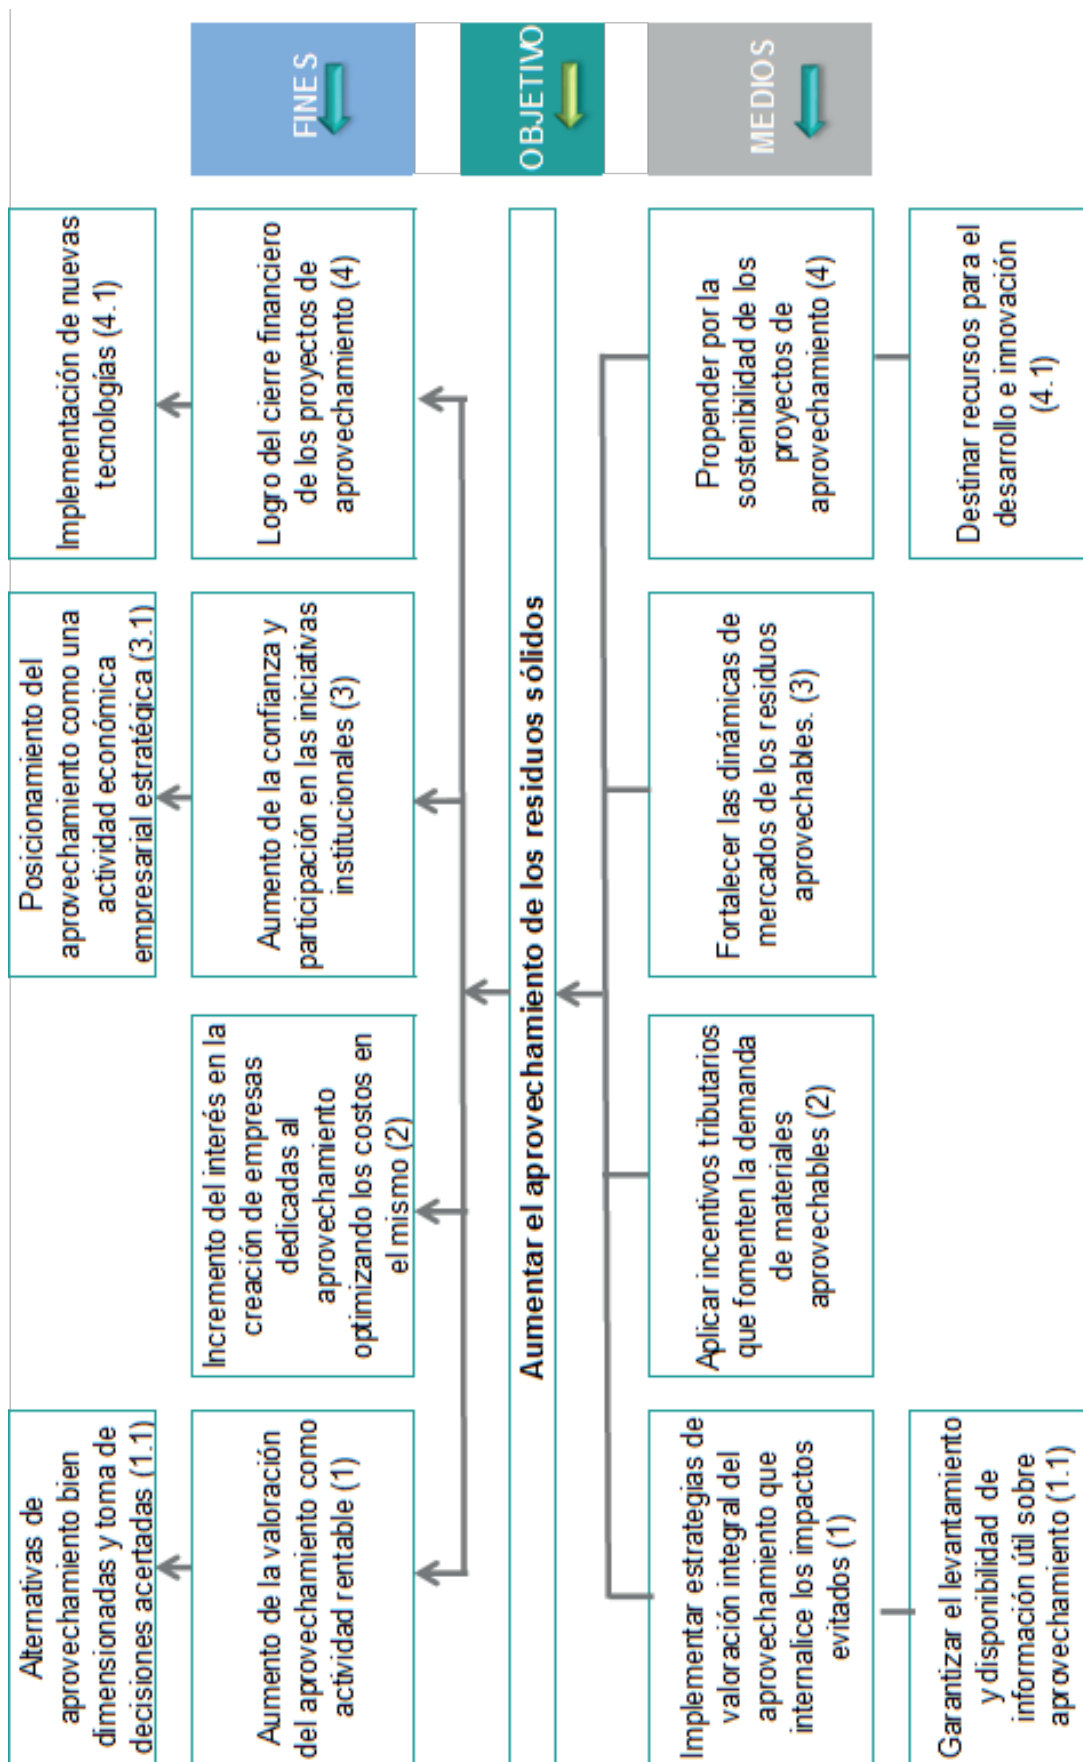 Alternativas de
aprovechamiento bien
dimensionadas y toma de
decisiones acertadas (1.1)
Posicionamiento del
aprovechamiento como una
actividad económica
empresarial estratégica (3.1)
Implementación de nuevas
tecnologías (4.1)
Aumento de la valoración
del aprovechamiento como
actividad rentable (1)
Incremento del interés en la
creación de empresas
dedicadas al
aprovechamiento
optimizando los costos en
el mismo (2)
Aumento de la confianza y
participación en las iniciativas
institucionales (3)
Logro del cierre financiero
de los proyectos de
aprovechamiento (4)
FINES
Aumentar el aprovechamiento de los residuos sólidos
OBJETIVO
Implementar estrategias de
valoración integral del
aprovechamiento que
internalice los impactos
evitados (1)
Aplicar incentivos tributarios
que fomenten la demanda
de materiales
aprovechables (2)
Fortalecer las dinámicas de
mercados de los residuos
aprovechables. (3)
Propender por la
sostenibilidad de los
proyectos de
aprovechamiento (4)
MEDIOS
Garantizar el levantamiento
y disponibilidad de
información útil sobre
aprovechamiento (1.1)
Destinar recursos para el
desarrollo e innovación
(4.1)